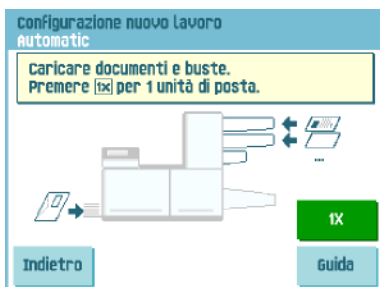 Configurazione nuovo lavoro
Automatic
Caricare documenti e buste.
Premere 1x per 1 unità di posta.
...
1X
Indietro
Guida